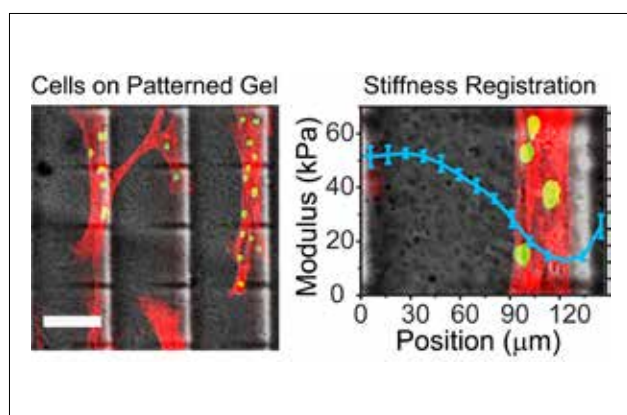 Cells on Patterned Gel
Stiffness Registration
Modulus (kPa)
60
40
20
0
0 30 60 90 120
Position (μm)